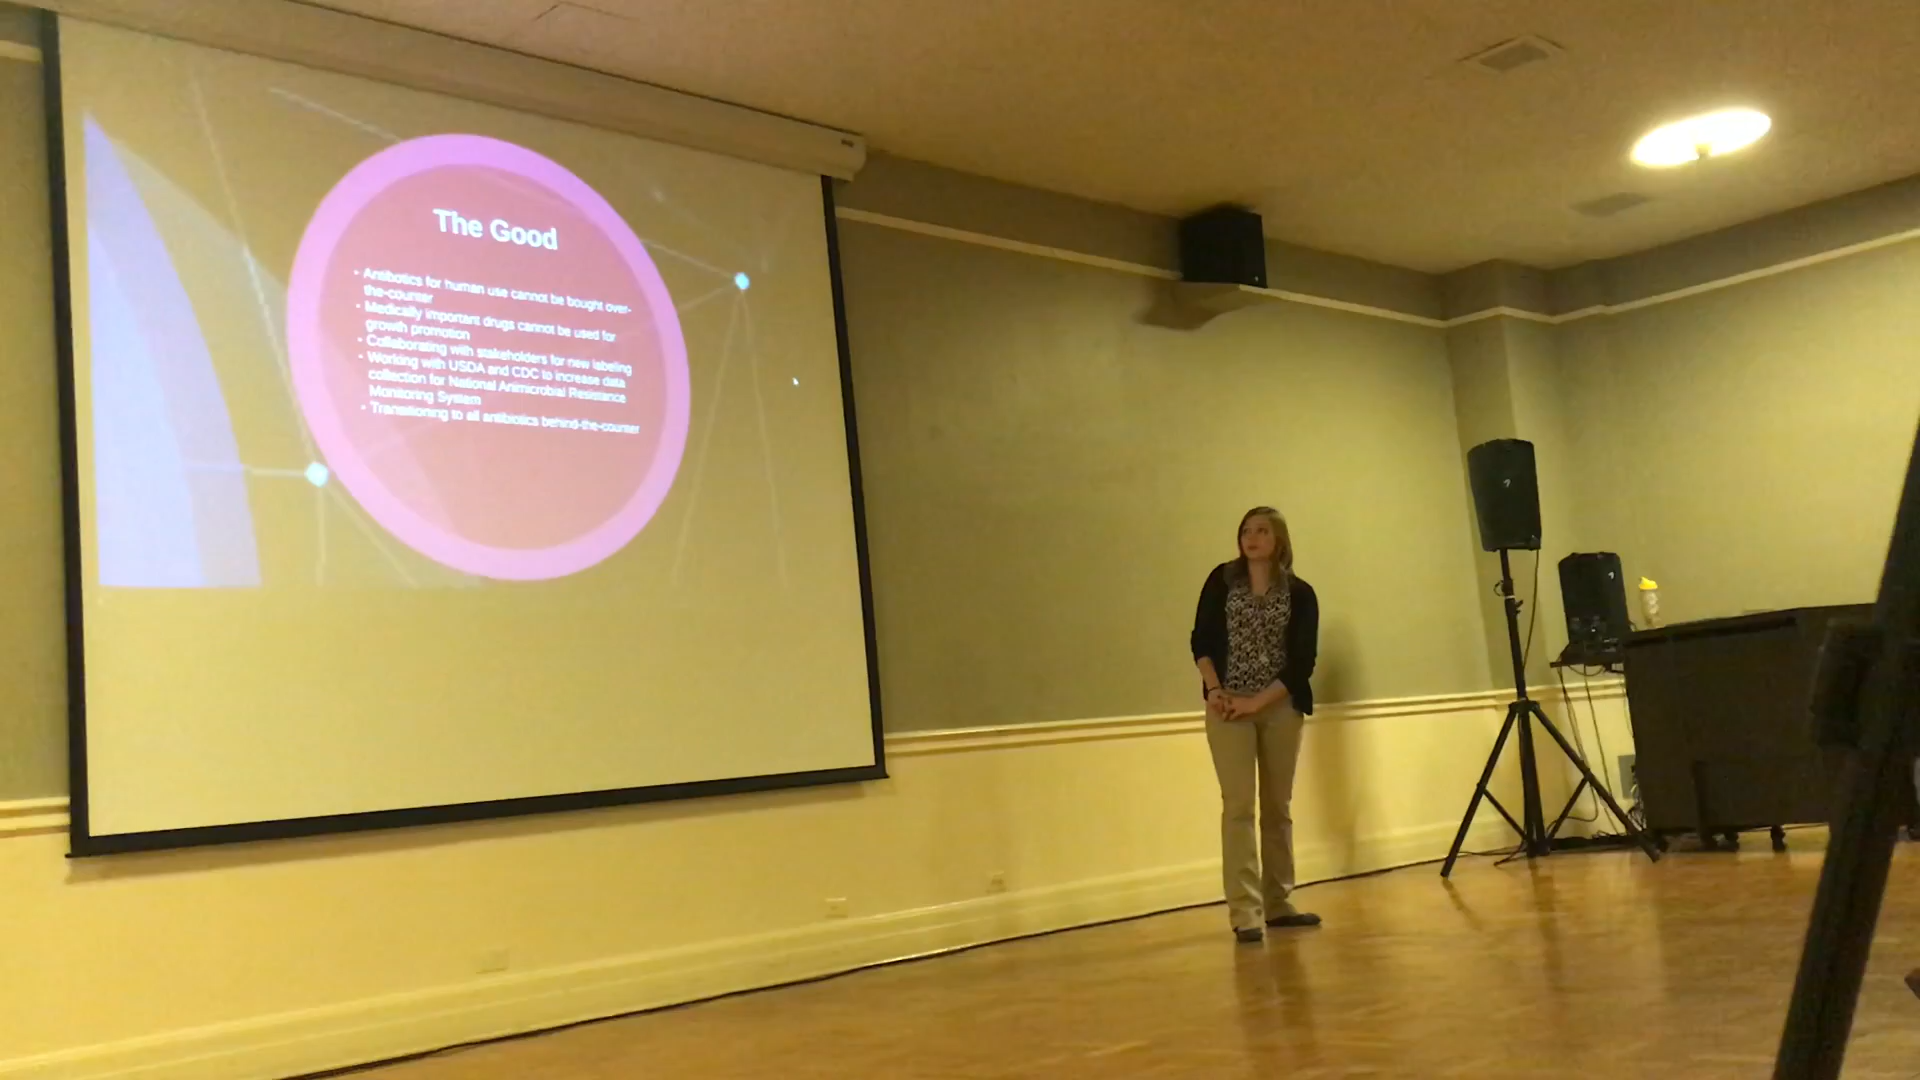 The Good
• Antibiotics for human use cannot be bought over-
the-counter
• Medically important drugs cannot be used for
growth promotion
• Collaborating with stakeholders for new labeling
• Working with USDA and CDC to increase data
collection for National Animicrobial Resistance
Monitoring System
• Transitioning to all antibiotics behind-the-counter